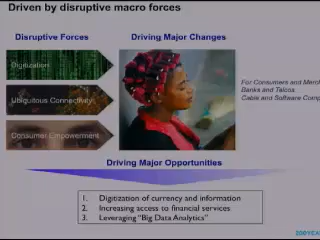 Driven by disruptive macro forces
Disruptive Forces
Driving Major Changes
Digitization
Ubiquitous Connectivity
Consumer Empowerment
For Consumers and
Banks and Telcos
Cable and Software
Driving Major Opportunities
1. Digitization of currency and information
2. Increasing access to financial services
3. Leveraging “Big Data Analytics”